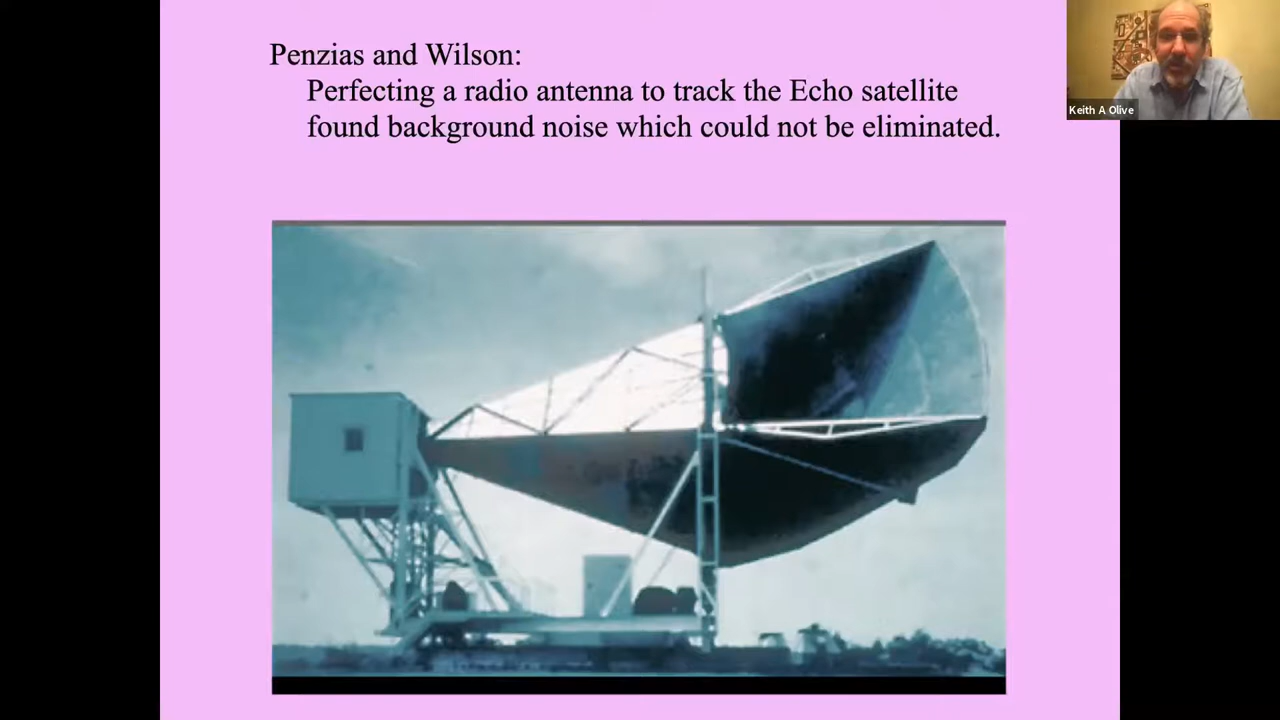 Penzias and Wilson:
Perfecting a radio antenna to track the Echo satellite
found background noise which could not be eliminated.
Keith A Olive